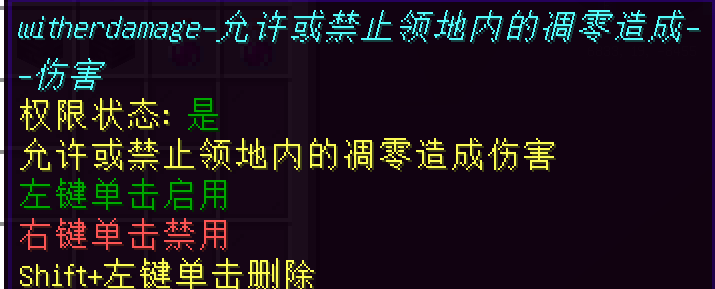 witherdamage-允许或禁止领地内的凋零造成-
-伤害
权限状态: 是
允许或禁止领地内的凋零造成伤害
左键单击启用
右键单击禁用
Shift+左键单击删除